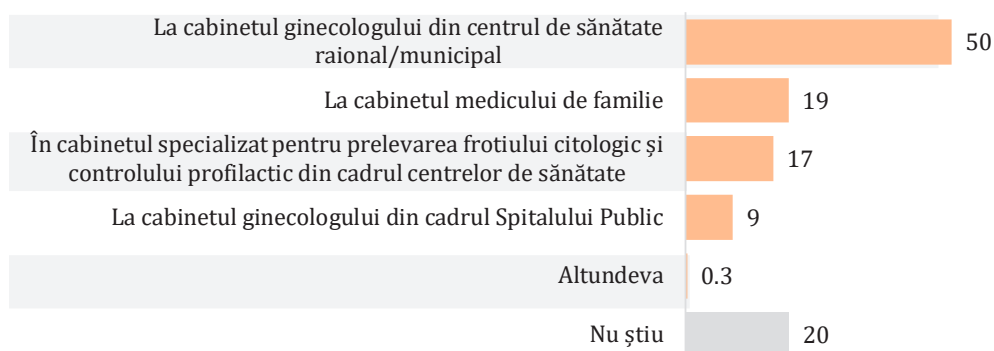 La cabinetul ginecologului din centrul de sănătate
raional/municipal
50
La cabinetul medicului de familie
19
În cabinetul specializat pentru prelevarea frotiului citologic și
controlului profilactic din cadrul centrelor de sănătate
17
La cabinetul ginecologului din cadrul Spitalului Public
9
Altundeva
0.3
Nu știu
20